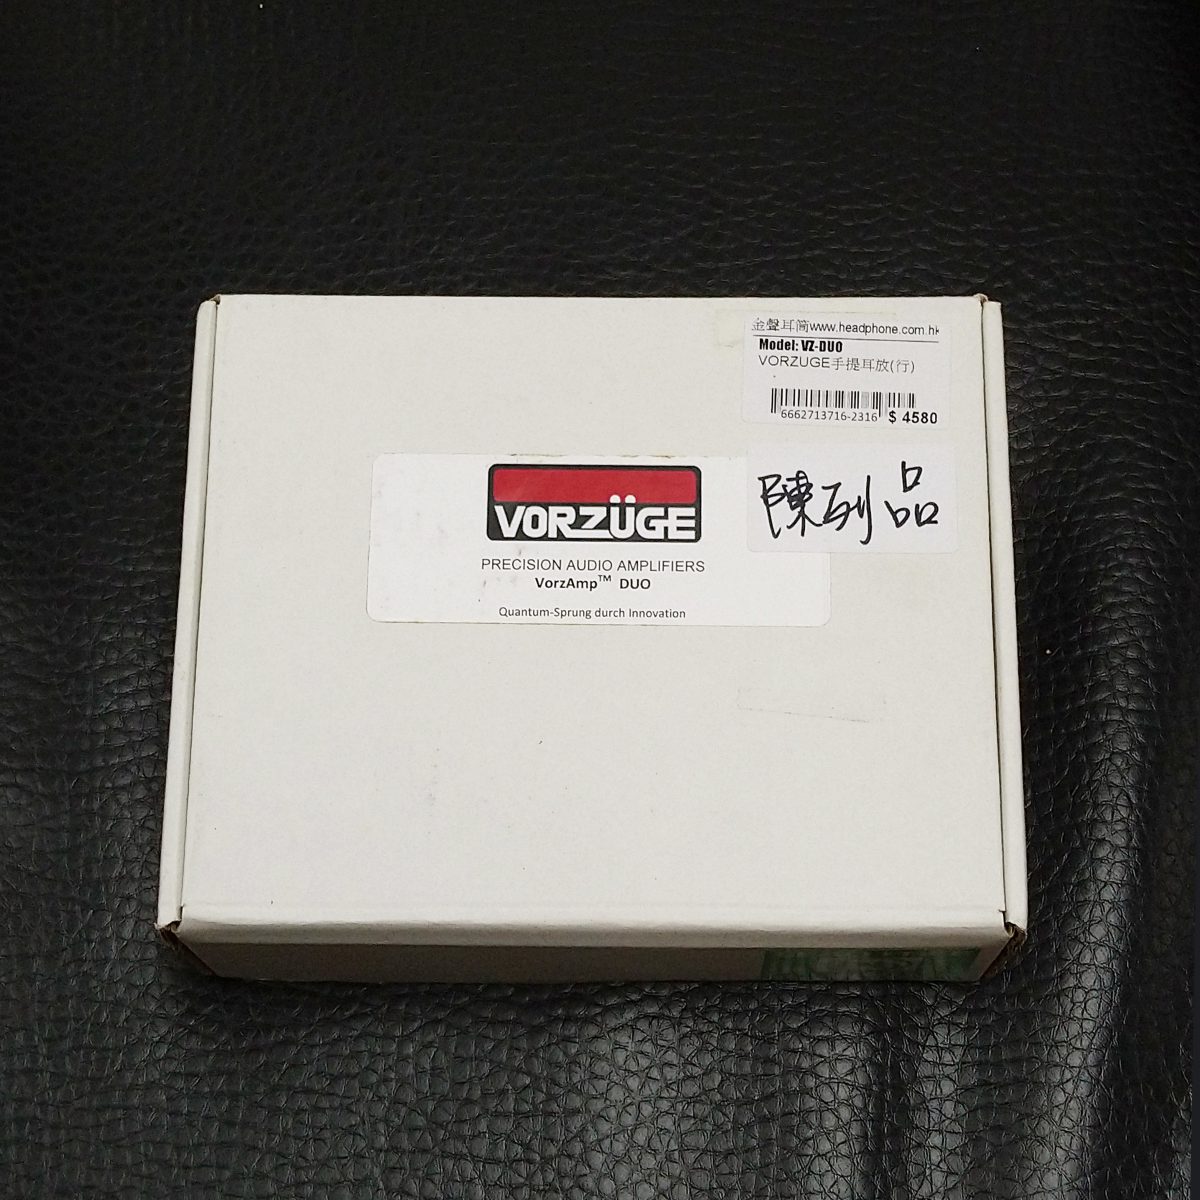 金聲耳筒www.headphone.com.hk
Model: VZ-DUO
VORZUGE手提耳放(行)
6662713716-2316 $ 4580
陳列品
VORZÜGE
PRECISION AUDIO AMPLIFIERS
VorzAmp™ DUO
Quantum-Sprung durch Innovation